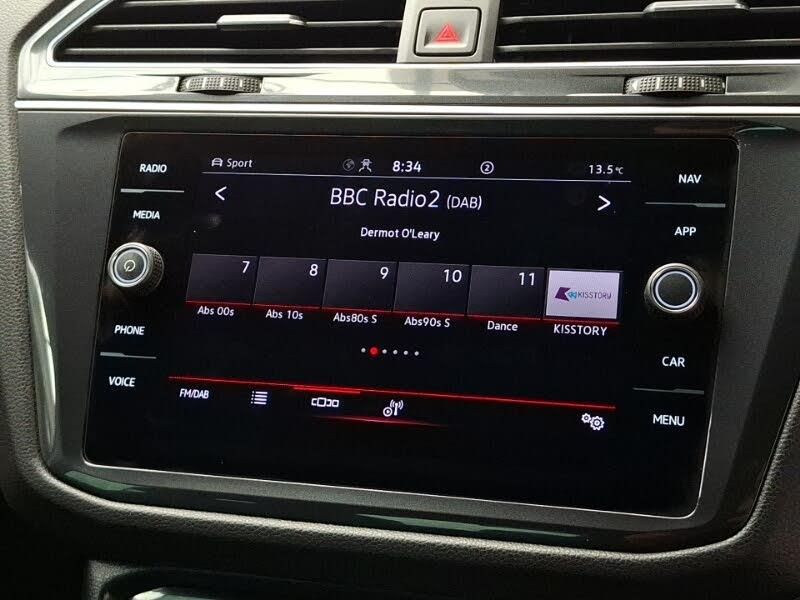 RADIO
MEDIA
PHONE
VOICE
Sport
8:34
2
13.5°C
BBC Radio2 (DAB)
Dermot O'Leary
7 8 9 10 11
KISSTORY
Abs 00s Abs 10s Abs80s S Abs90s S Dance KISSTORY
FM/DAB
NAV
APP
CAR
MENU